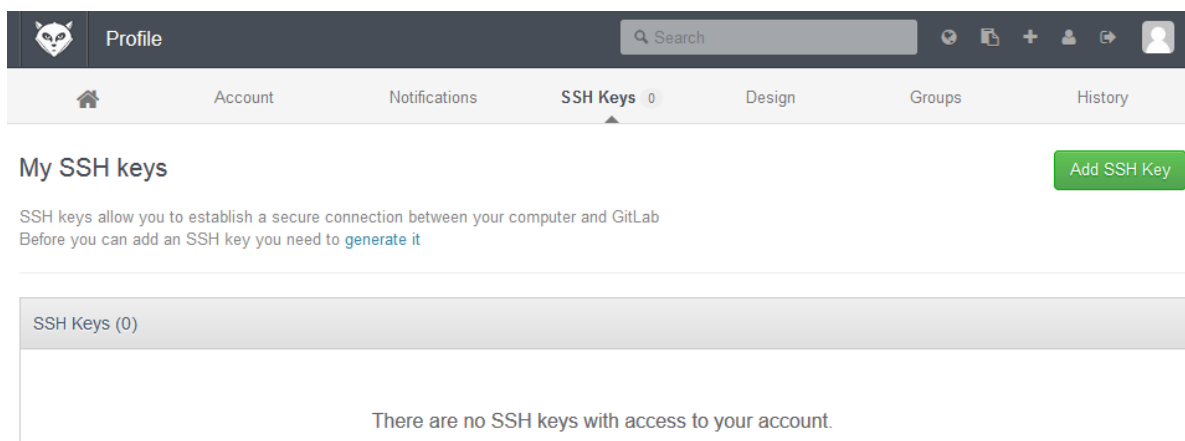 Profile
Search
Account Notifications SSH Keys 0 Design Groups History
My SSH keys
Add SSH Key
SSH keys allow you to establish a secure connection between your computer and GitLab
Before you can add an SSH key you need to generate it
SSH Keys (0)
There are no SSH keys with access to your account.